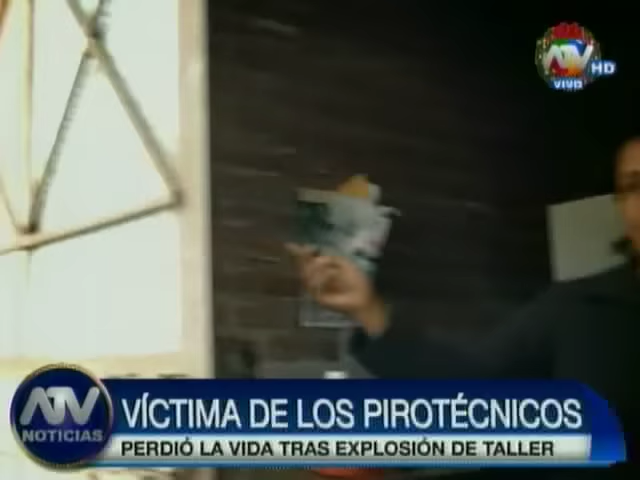 ATV
HD
VIVO
ATV
NOTICIAS
VÍCTIMA DE LOS PIROTÉCNICOS
PERDIÓ LA VIDA TRAS EXPLOSIÓN DE TALLER